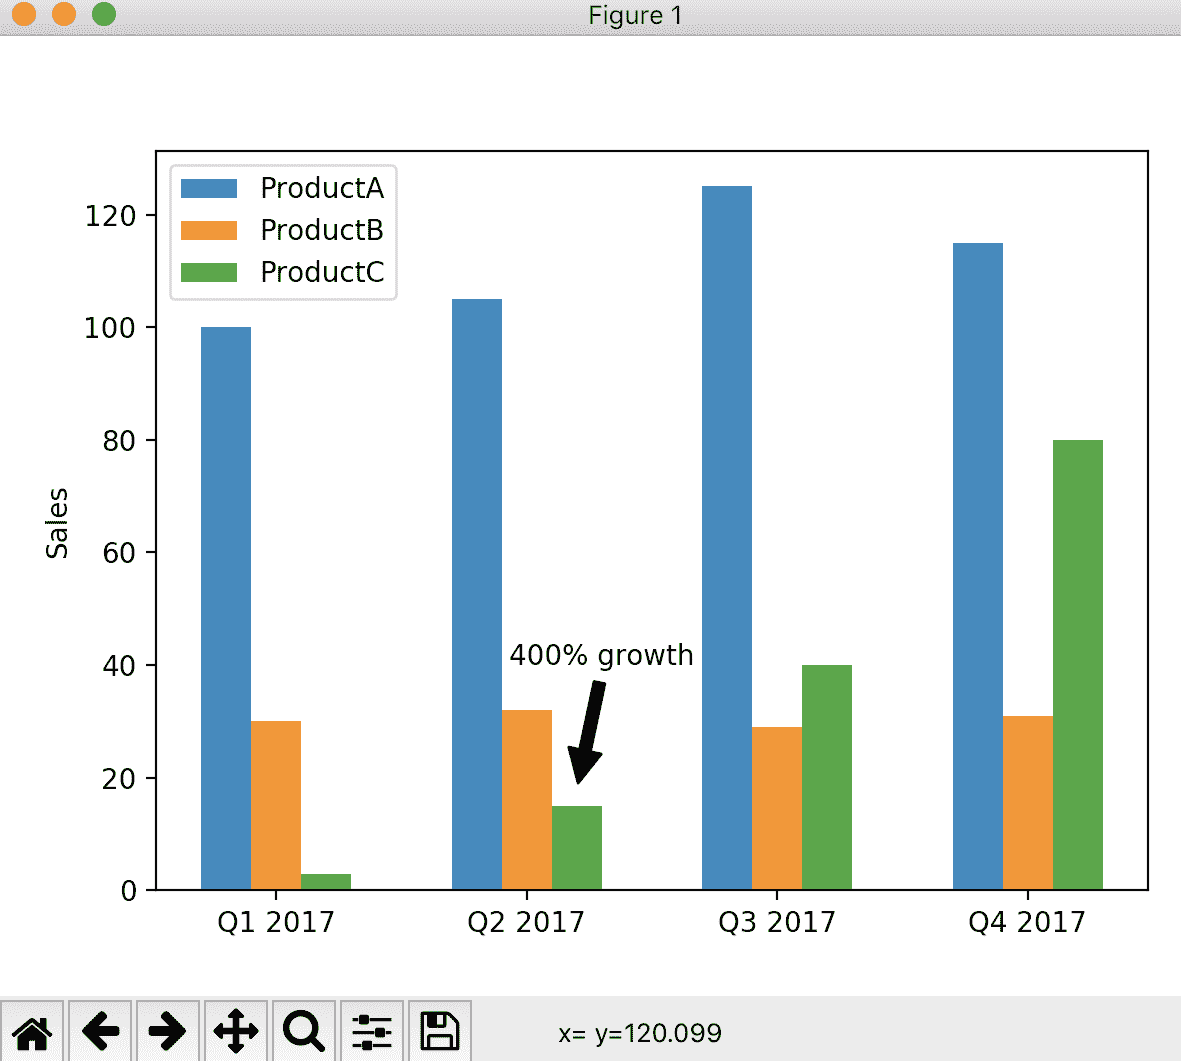 Figure 1
ProductA
ProductB
ProductC
120
100
80
60
40
20
0
Sales
400% growth
Q1 2017
Q2 2017
Q3 2017
Q4 2017
x= y=120.099